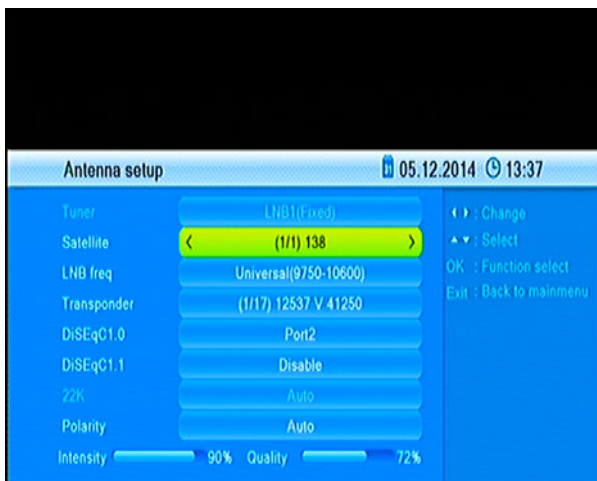 Antenna setup 31 05.12.2014 13:37
Tuner LNB1(Fixed)
Satellite < (1/1) 138 >
LNB freq Universal(9750-10600)
Transponder (1/17) 12537 V 41250
DiSEqC1.0 Port2
DiSEqC1.1 Disable
22K Auto
Polarity Auto
Intensity 90% Quality 72%
: Change
: Select
OK : Function select
Exit : Back to mainmenu